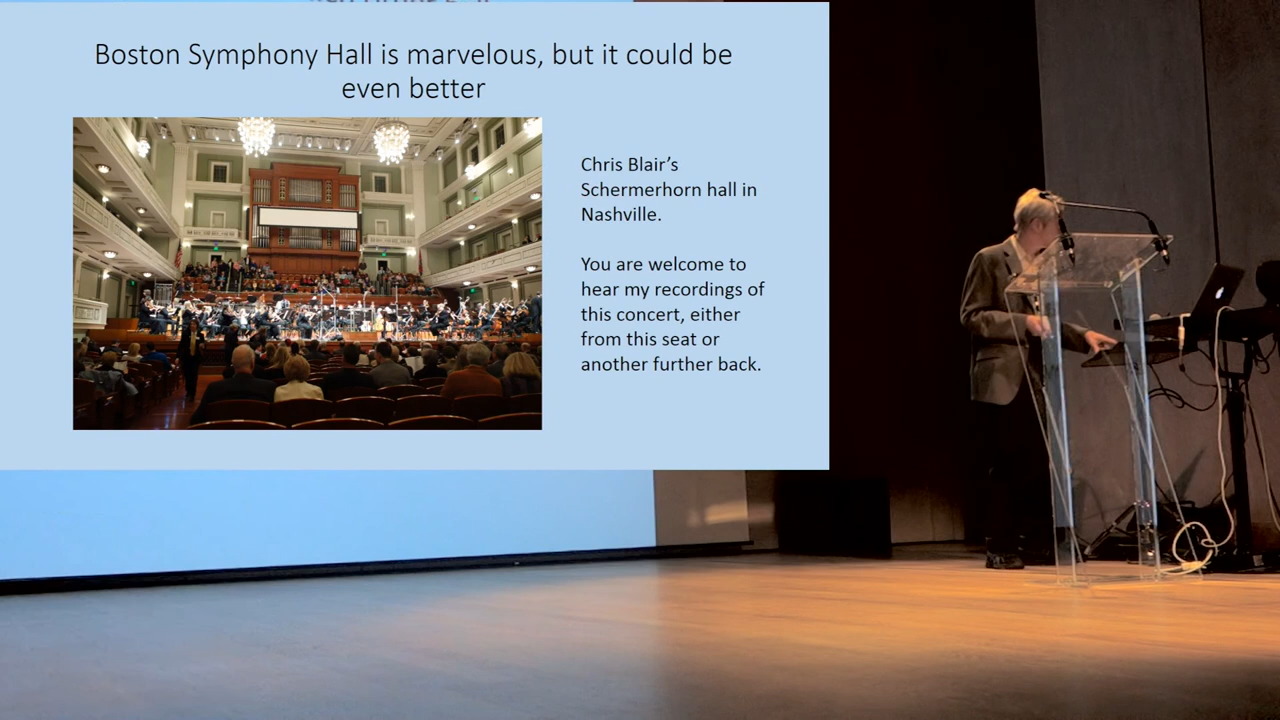 Boston Symphony Hall is marvelous, but it could be
even better
Chris Blair’s
Schermerhorn hall in
Nashville.
You are welcome to
hear my recordings of
this concert, either
from this seat or
another further back.